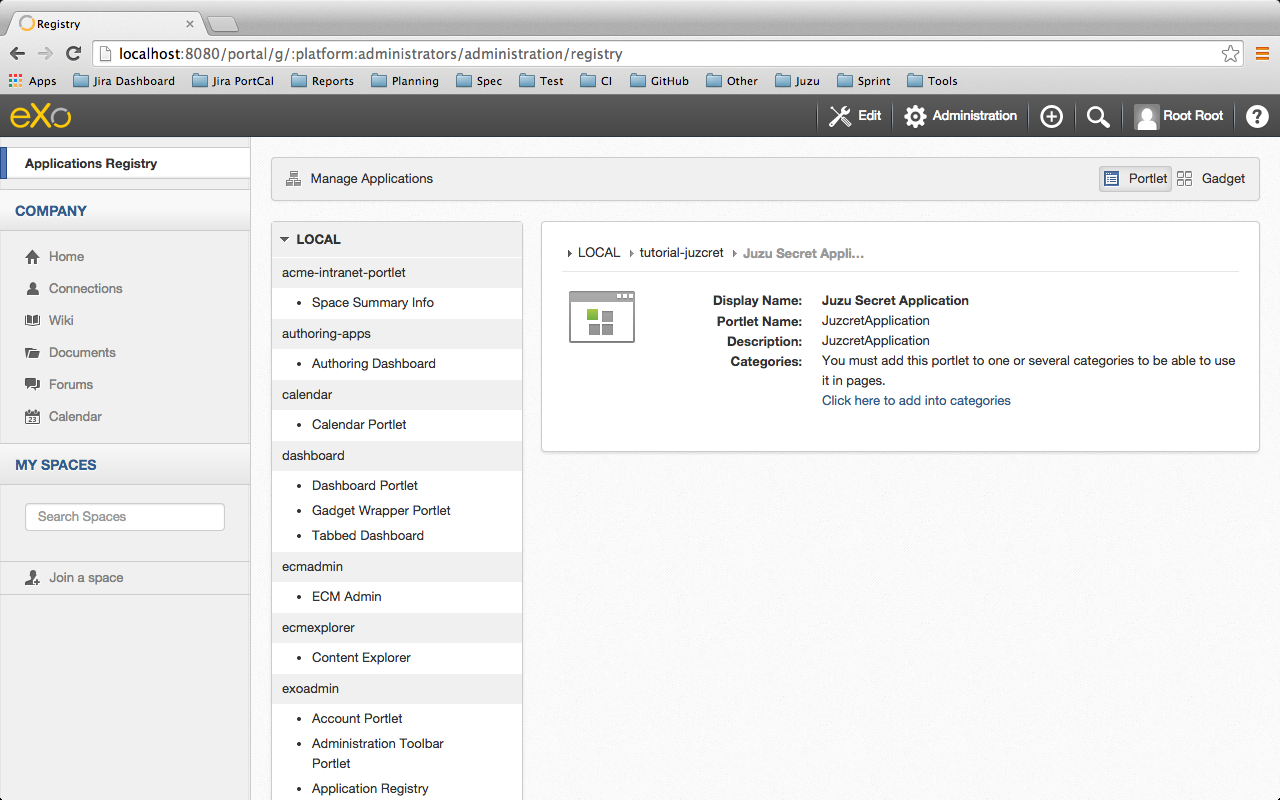 Registry
localhost:8080/portal/g/:platform:administrators/administration/registry
Apps Jira Dashboard Jira PortCal Reports Planning Spec Test CI GitHub Other Juzu Sprint Tools
eXo Edit Administration Root Root ?
Applications Registry
COMPANY
Home
Connections
Wiki
Documents
Forums
23 Calendar
MY SPACES
Search Spaces
Join a space
Manage Applications Portlet Gadget
LOCAL
acme-intranet-portlet
• Space Summary Info
authoring-apps
• Authoring Dashboard
calendar
• Calendar Portlet
dashboard
• Dashboard Portlet
• Gadget Wrapper Portlet
• Tabbed Dashboard
ecmadmin
• ECM Admin
ecmexplorer
• Content Explorer
exoadmin
• Account Portlet
• Administration Toolbar
Portlet
• Application Registry
LOCAL tutorial-juzcret Juzu Secret Appli...
Display Name: Juzu Secret Application
Portlet Name: JuzcretApplication
Description: JuzcretApplication
Categories: You must add this portlet to one or several categories to be able to use
it in pages.
Click here to add into categories